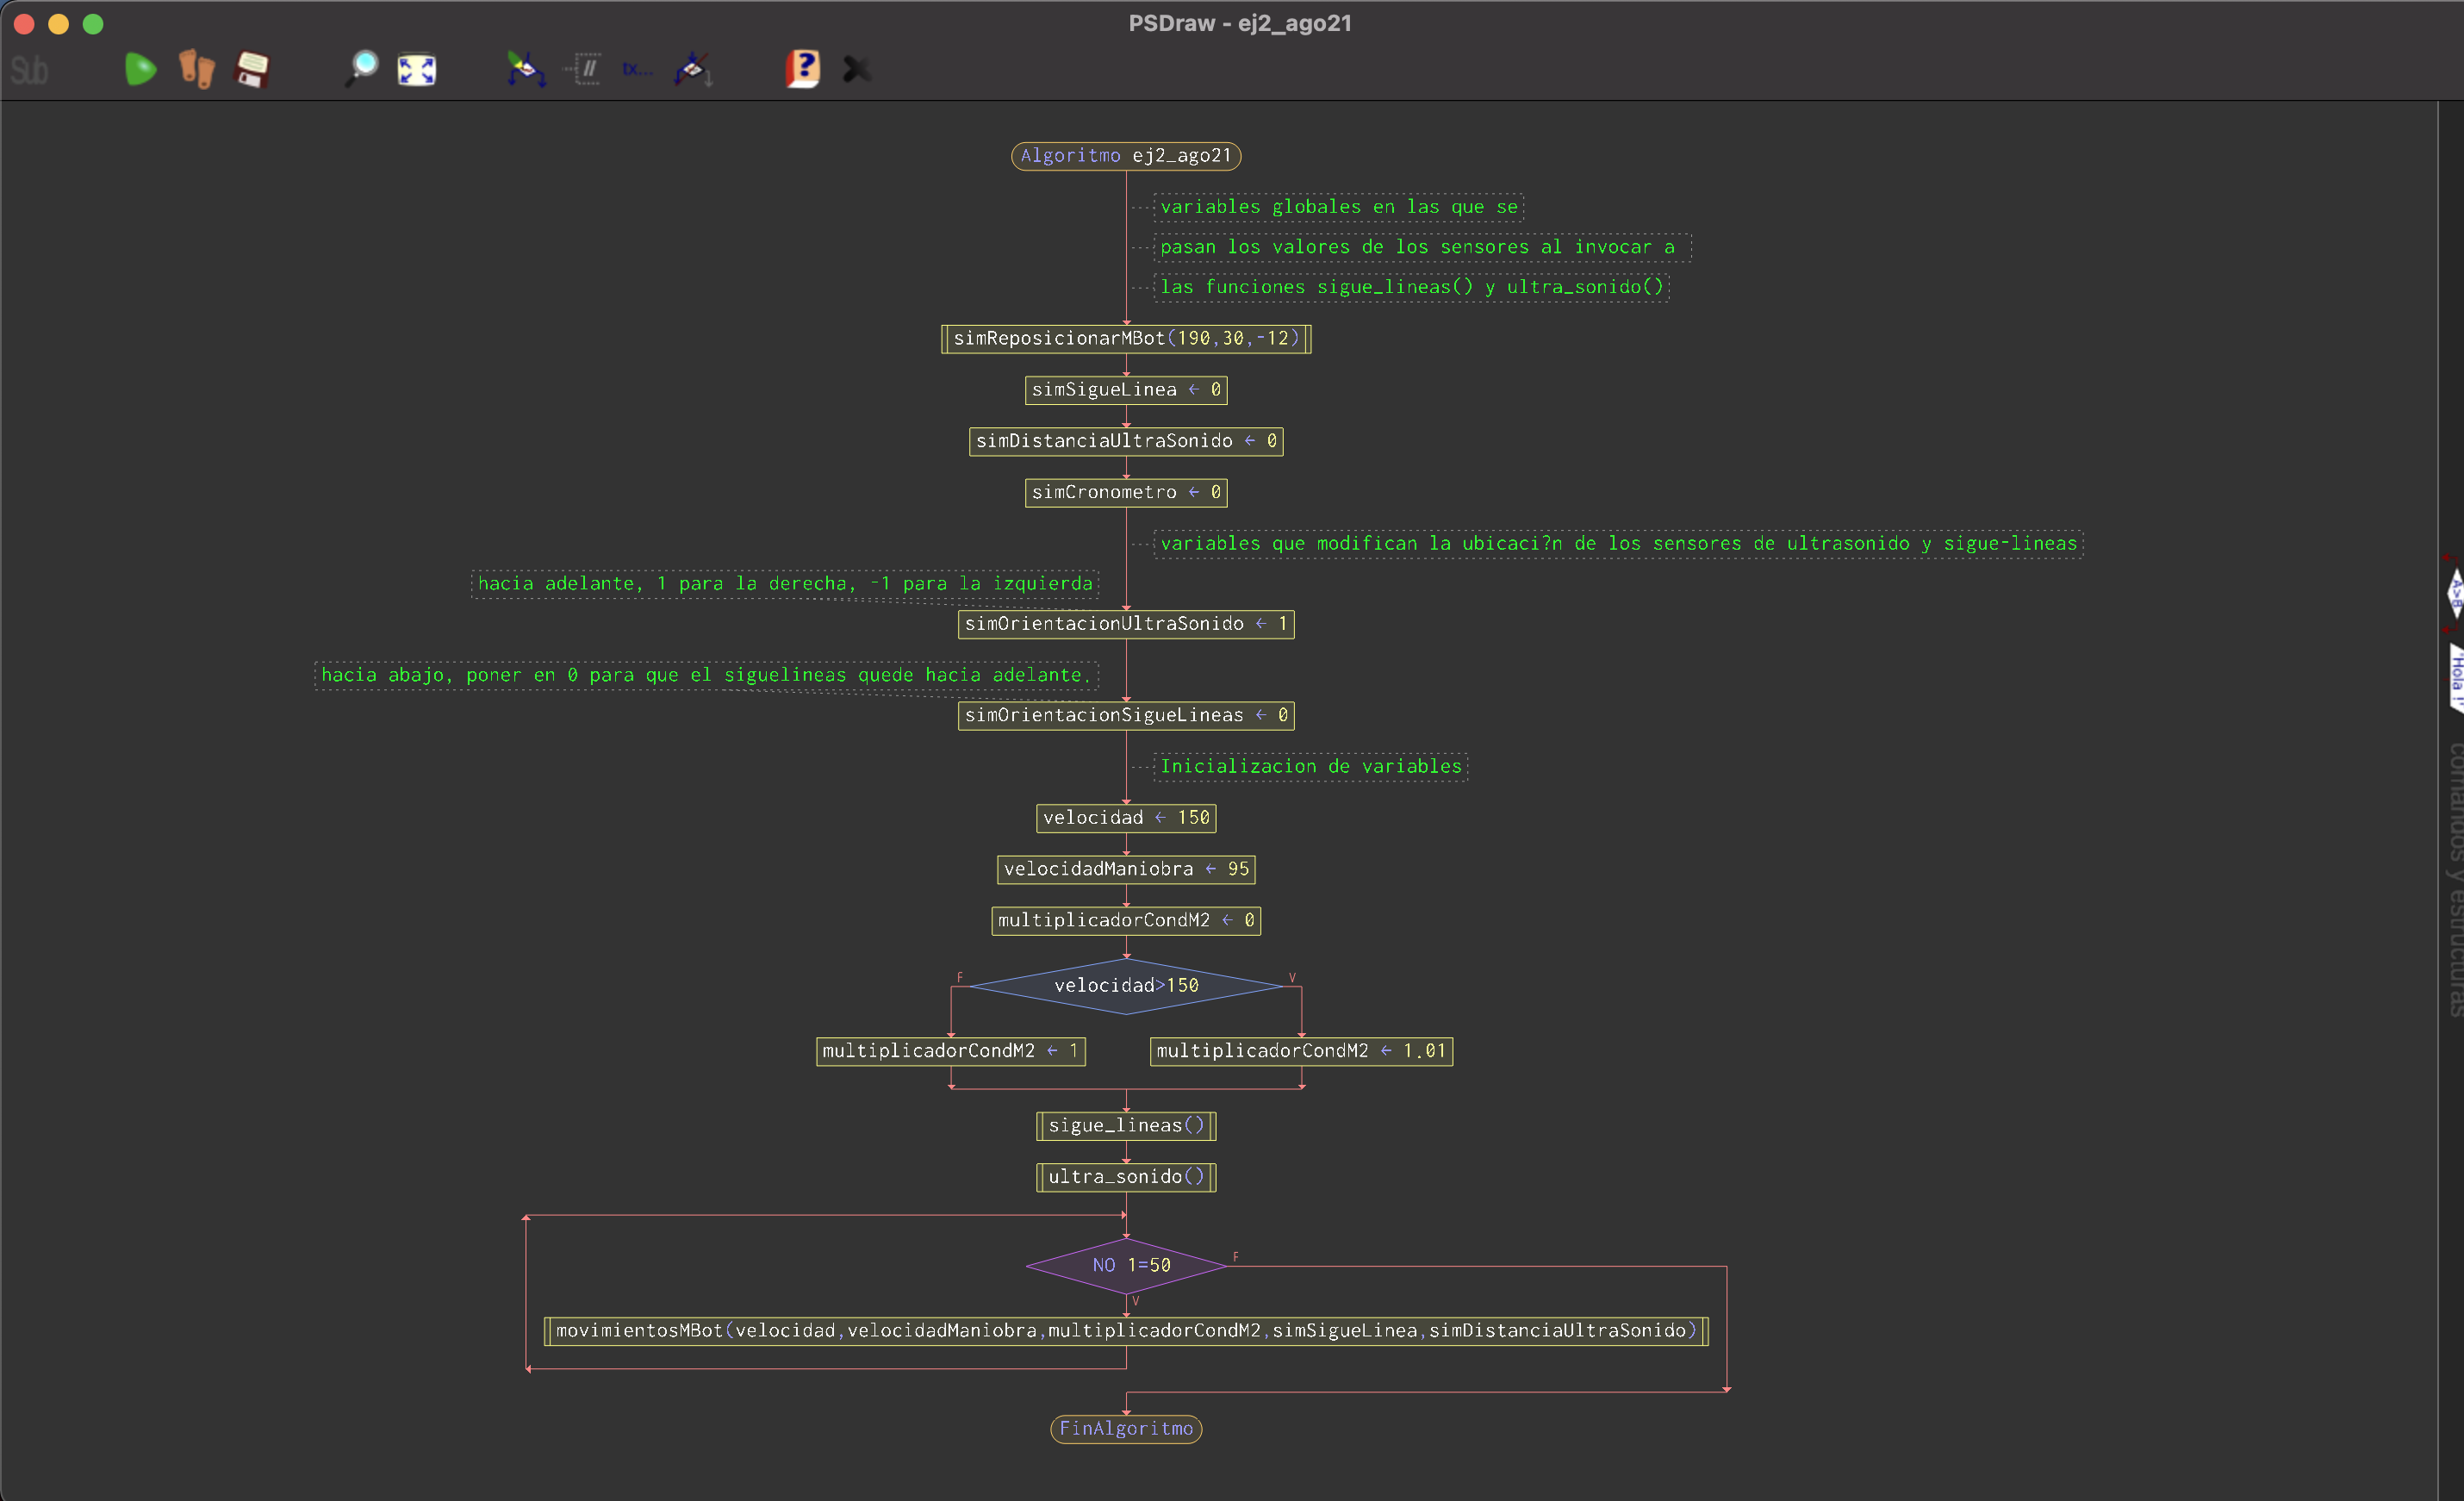 PSDraw - ej2_ago21
Sub
tx...
Algoritmo ej2_ago21
variables globales en las que se
pasan los valores de los sensores al invocar a
las funciones sigue_lineas() y ultra_sonido()
simReposicionarMBot(190,30,-12)
simSigueLinea ← 0
simDistanciaUltraSonido ← 0
simCronometro ← 0
variables que modifican la ubicaci?n de los sensores de ultrasonido y sigue-lineas
hacia adelante, 1 para la derecha, -1 para la izquierda
simOrientacionUltraSonido ← 1
hacia abajo, poner en 0 para que el siguelineas quede hacia adelante.
simOrientacionSigueLineas ← 0
Inicializacion de variables
velocidad ← 150
velocidadManiobra ← 95
multiplicadorCondM2 ← 0
F
V
velocidad>150
multiplicadorCondM2 ← 1
multiplicadorCondM2 ← 1.01
sigue_lineas()
ultra_sonido()
NO 1=50
F
V
movimientosMBot(velocidad,velocidadManiobra,multiplicadorCondM2,simSigueLinea,simDistanciaUltraSonido)
FinAlgoritmo
A>B
"Hola !"
comandos y estructuras